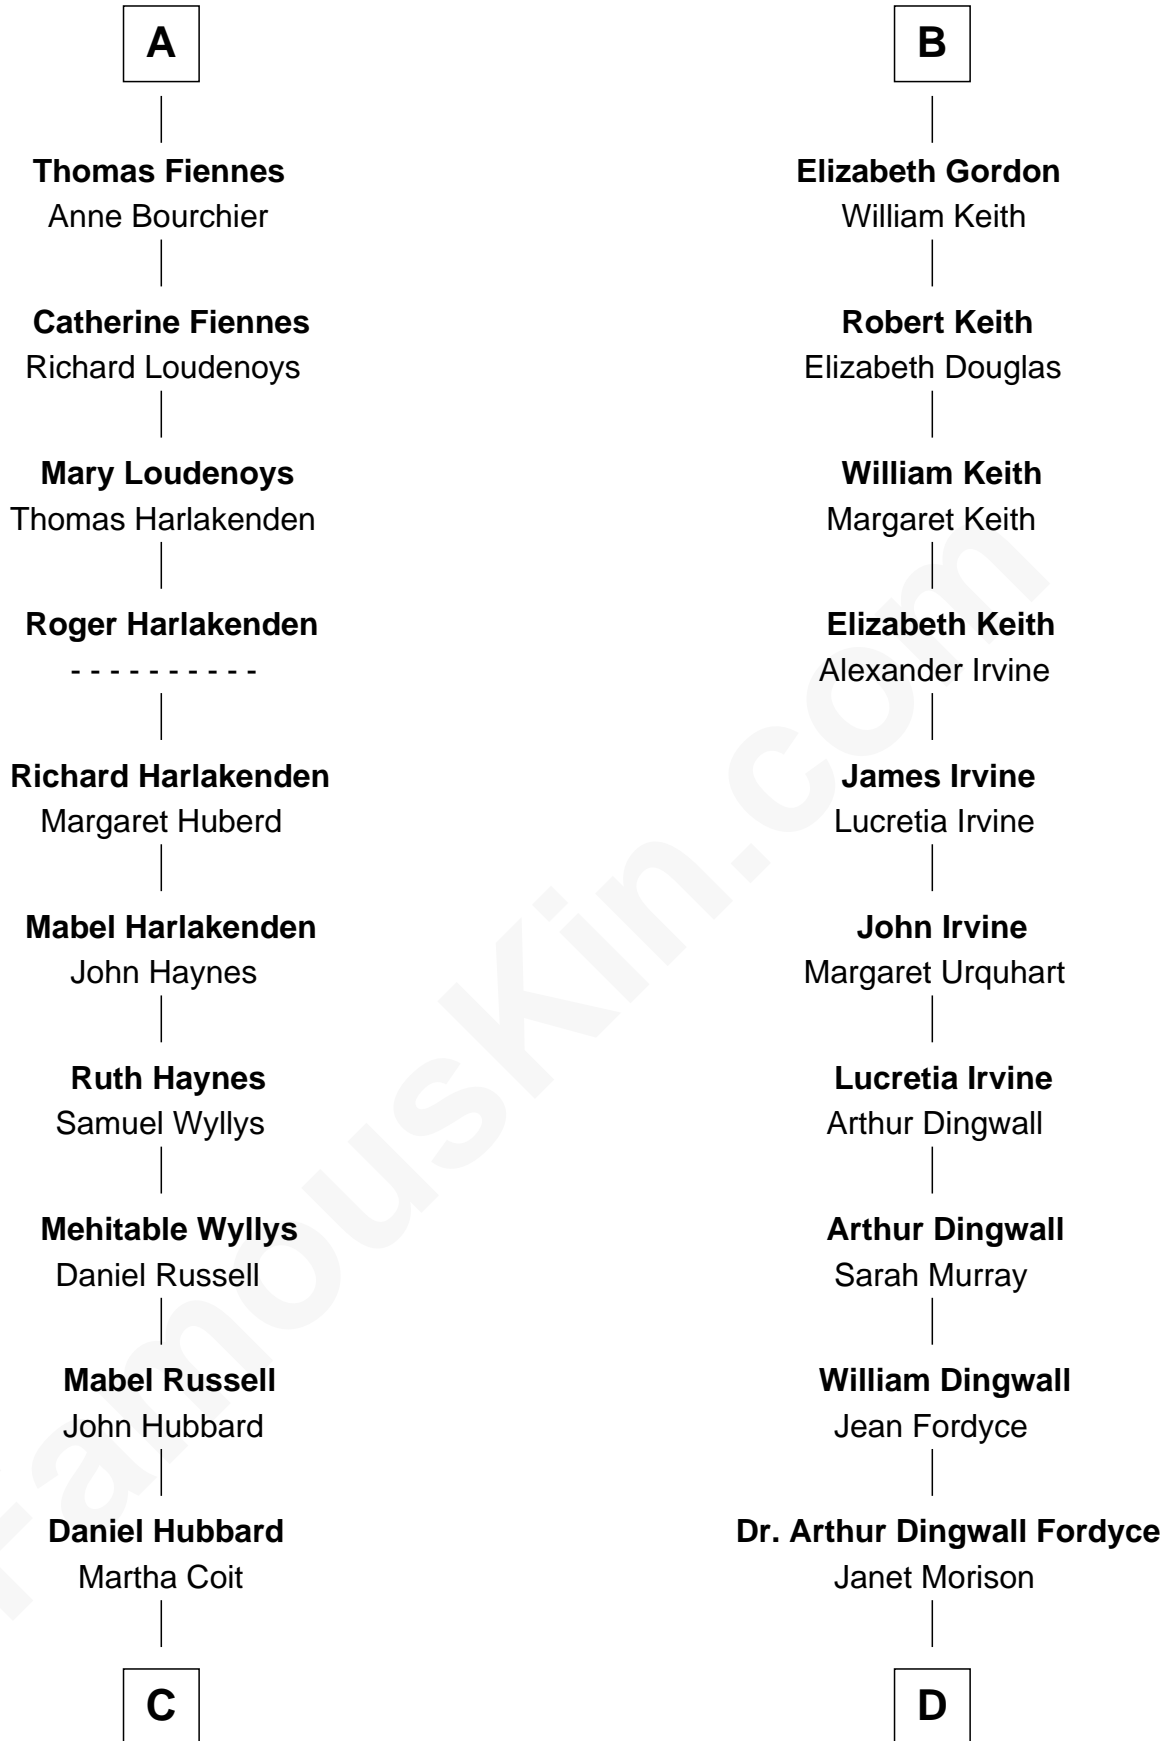 A
Thomas Fiennes
Anne Bourchier
Catherine Fiennes
Richard Loudenoys
Mary Loudenoys
Thomas Harlakenden
Roger Harlakenden
- - - - - - - - - -
Richard Harlakenden
Margaret Huberd
Mabel Harlakenden
John Haynes
Ruth Haynes
Samuel Wyllys
Mehitable Wyllys
Daniel Russell
Mabel Russell
John Hubbard
Daniel Hubbard
Martha Coit
C
B
Elizabeth Gordon
William Keith
Robert Keith
Elizabeth Douglas
William Keith
Margaret Keith
Elizabeth Keith
Alexander Irvine
James Irvine
Lucretia Irvine
John Irvine
Margaret Urquhart
Lucretia Irvine
Arthur Dingwall
Arthur Dingwall
Sarah Murray
William Dingwall
Jean Fordyce
Dr. Arthur Dingwall Fordyce
Janet Morison
D
FamousKin.com